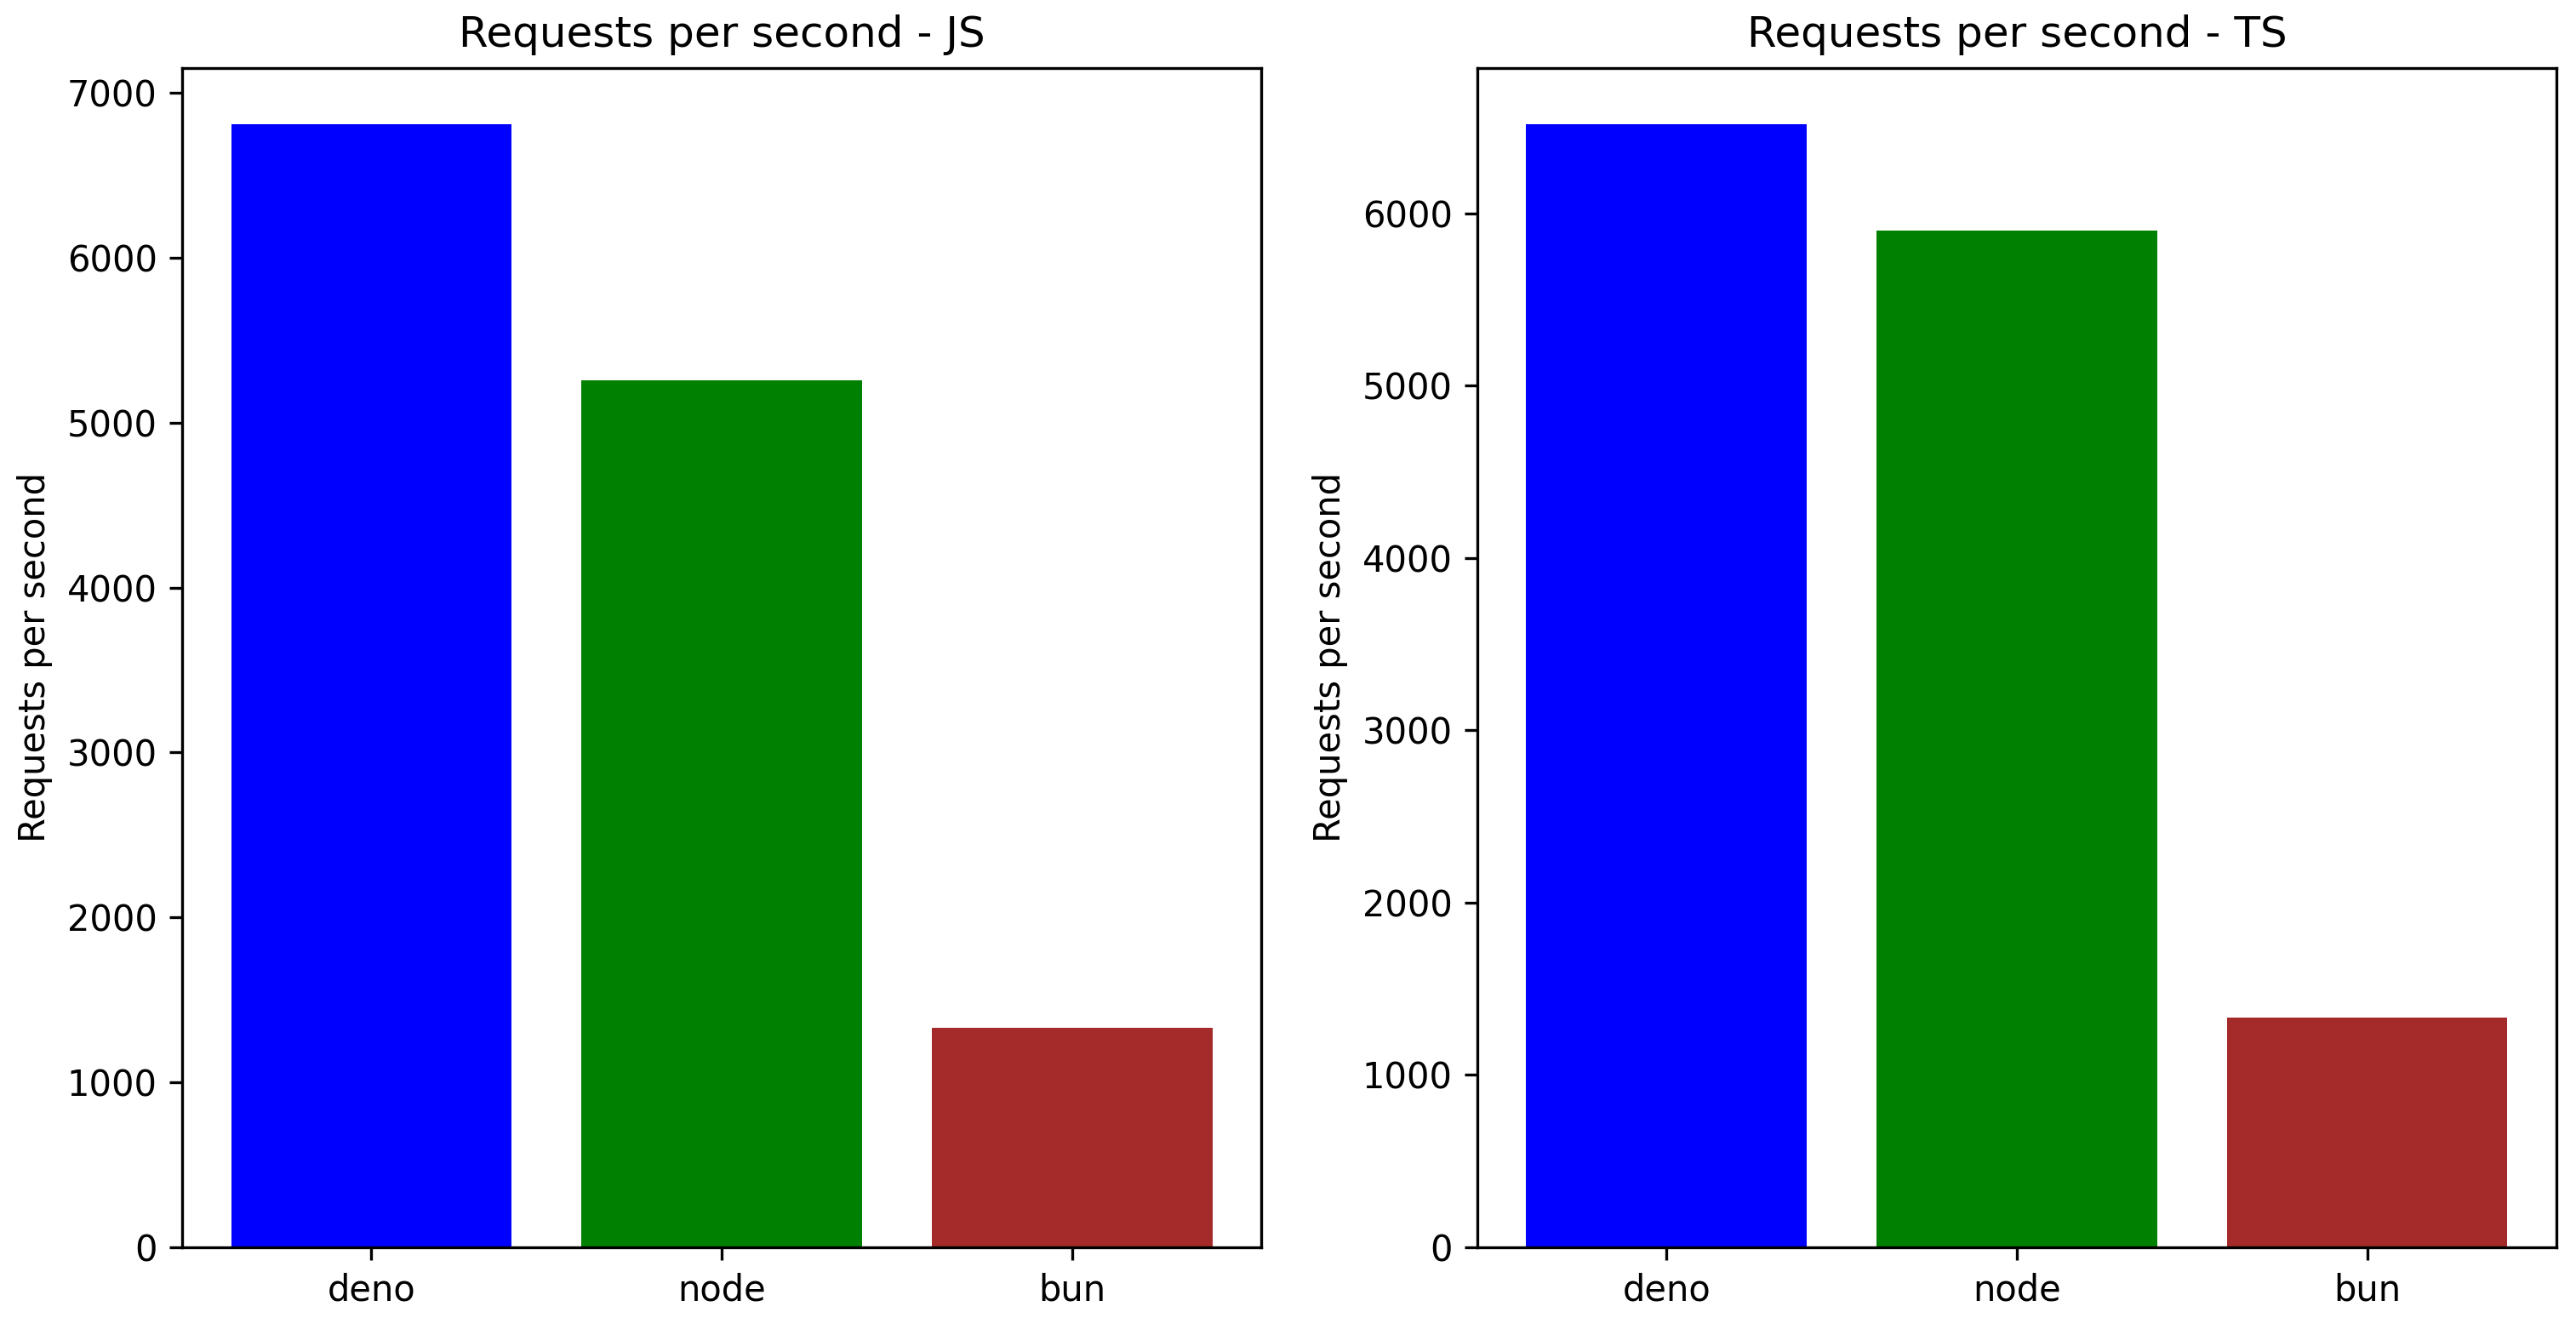 Requests per second - JS
Requests per second
7000
6000
5000
4000
3000
2000
1000
0
deno node bun
Requests per second - TS
Requests per second
6000
5000
4000
3000
2000
1000
0
deno node bun